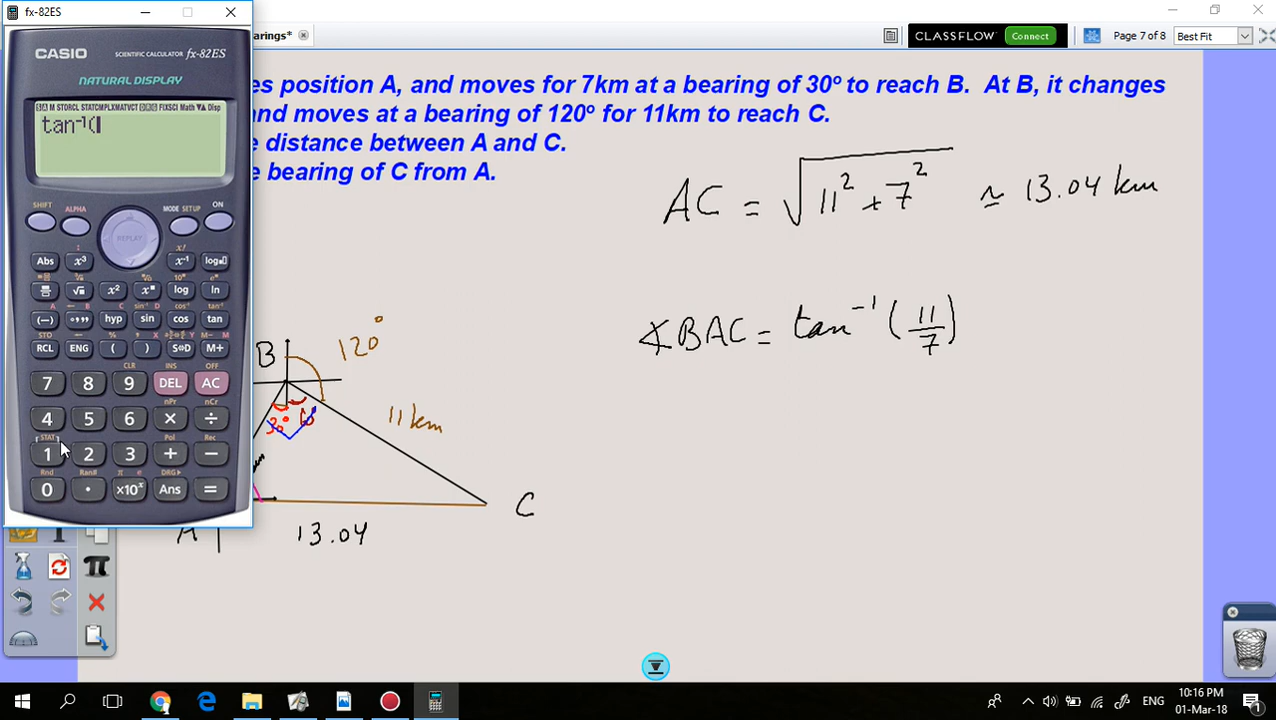 fx-82ES
CASIO
SCIENTIFIC CALCULATOR fx-82ES
NATURAL DISPLAY
tan⁻¹(
SHIFT ALPHA REPLAY MODE SETUP ON
Abs x³ x⁻¹ log
√ x² log ln
(−) hyp sin cos tan
RCL ENG ( ) S⇔D M+
7 8 9 DEL AC
4 5 6 × ÷
1 2 3 + −
0 · ×10ˣ Ans =
arings*
CLASSFLOW Connect
Page 7 of 8
Best Fit
es position A, and moves for 7km at a bearing of 30º to reach B. At B, it changes
and moves at a bearing of 120º for 11km to reach C.
e distance between A and C.
e bearing of C from A.
AC = √11² + 7² ≃ 13.04 km
∢BAC = tan⁻¹ (11/7)
B 120°
30° 60
11 km
A 13.04 C
ENG
10:16 PM
01-Mar-18